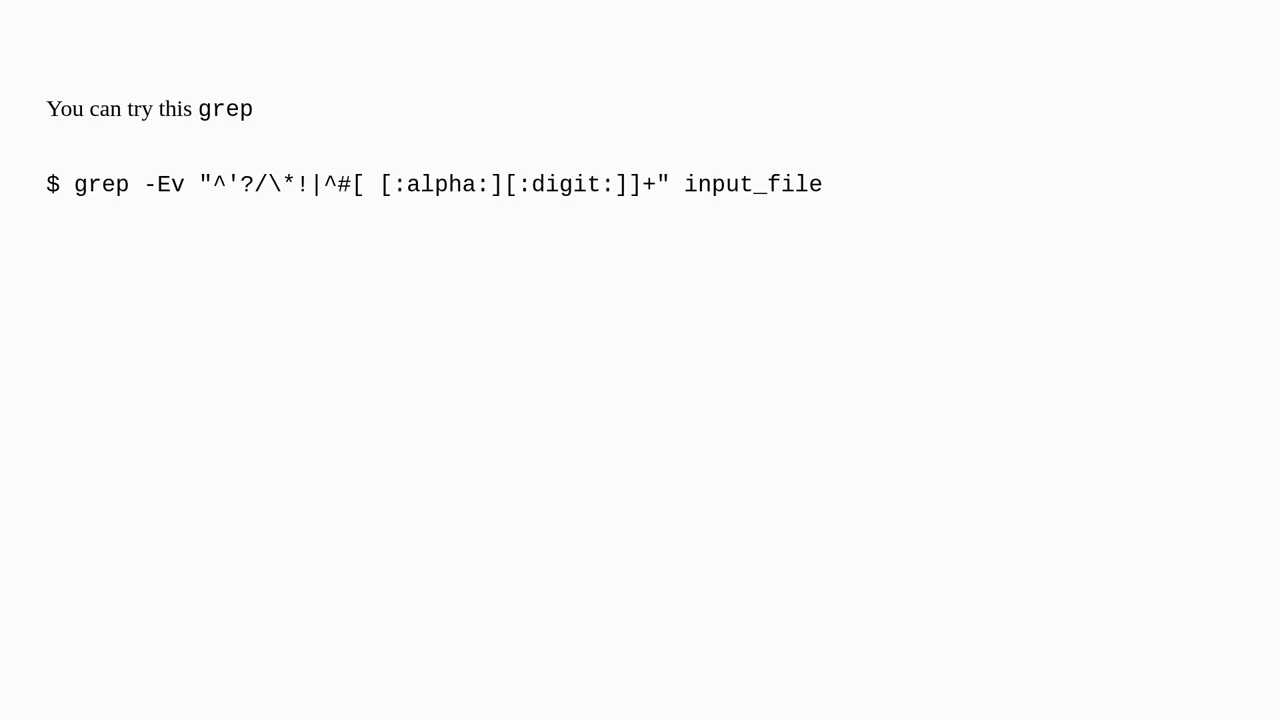 You can try this grep
$ grep -Ev "^'?/\*!|^#[ [:alpha:][:digit:]]+" input_file